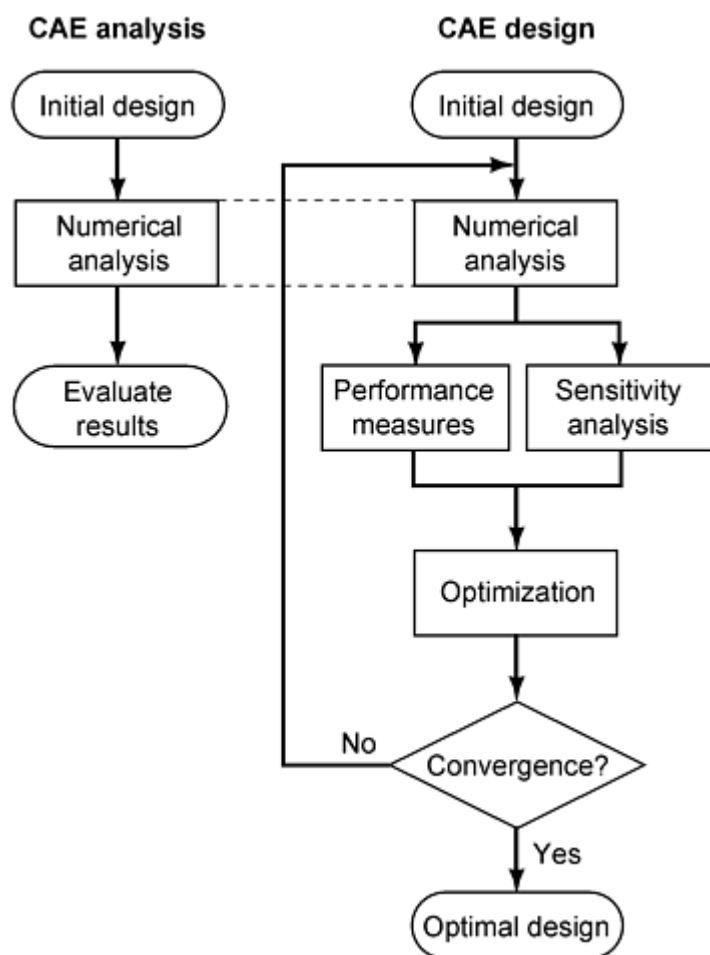 CAE analysis
Initial design
Numerical
analysis
Evaluate
results
CAE design
Initial design
Numerical
analysis
Performance
measures
Sensitivity
analysis
Optimization
Convergence?
No
Yes
Optimal design